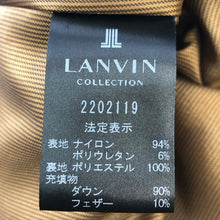 LANVIN
COLLECTION
2202119
法定表示
表地 ナイロン 94%
ポリウレタン 6%
裏地 ポリエステル 100%
充填物
ダウン 90%
フェザー 10%